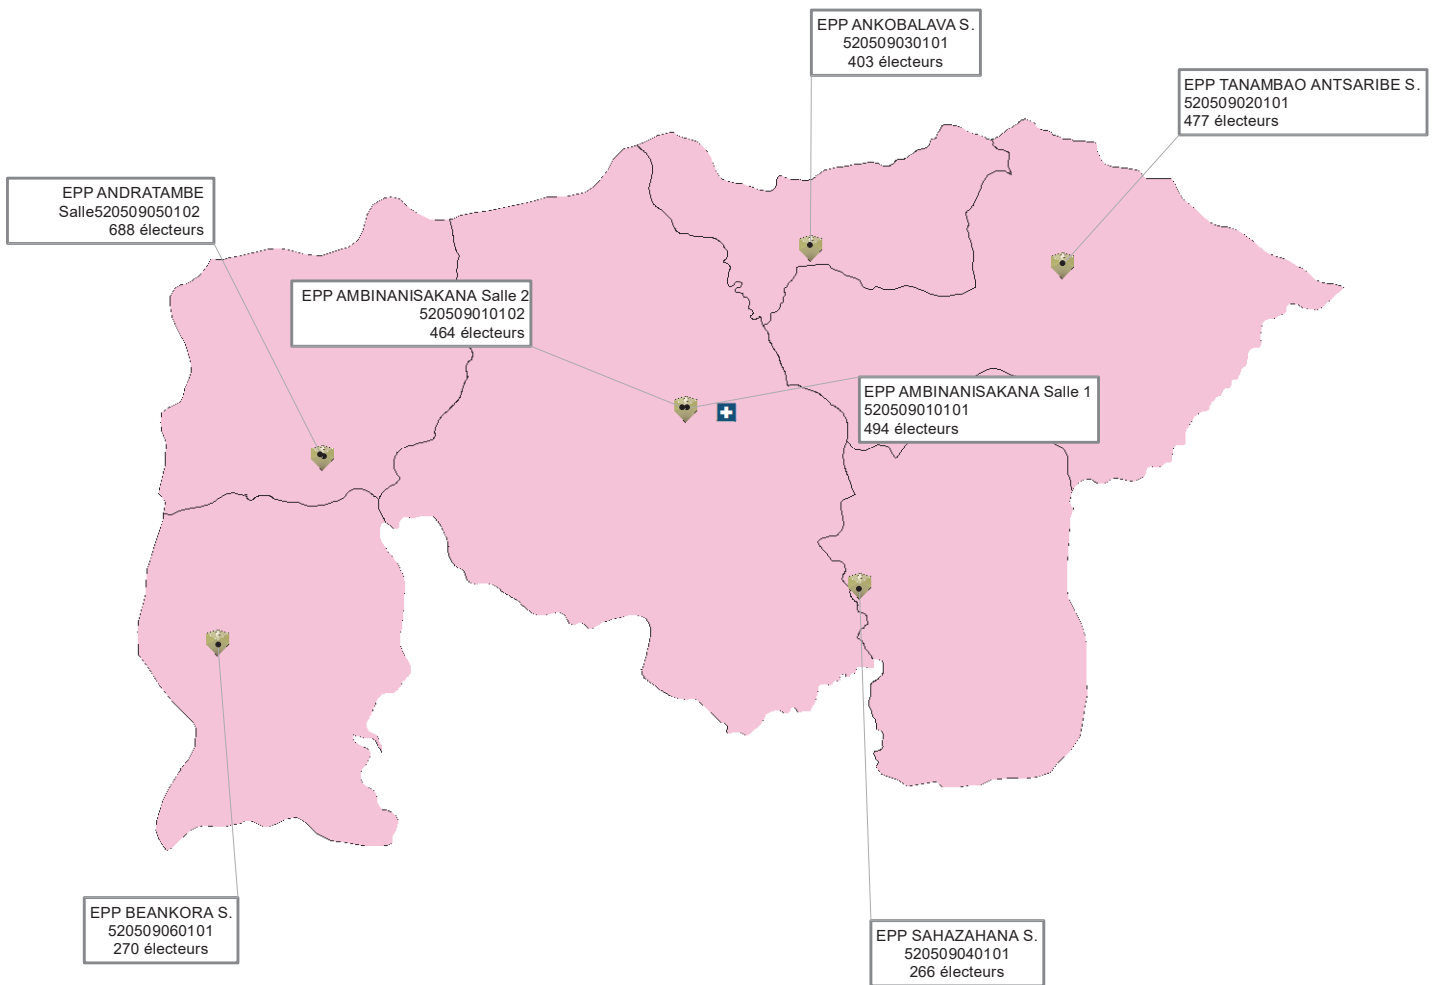 EPP ANKOBALAVA S.
520509030101
403 électeurs
EPP TANAMBAO ANTSARIBE S.
520509020101
477 électeurs
EPP ANDRATAMBE
Salle520509050102
688 électeurs
EPP AMBINANISAKANA Salle 2
520509010102
464 électeurs
EPP AMBINANISAKANA Salle 1
520509010101
494 électeurs
EPP BEANKORA S.
520509060101
270 électeurs
EPP SAHAZAHANA S.
520509040101
266 électeurs